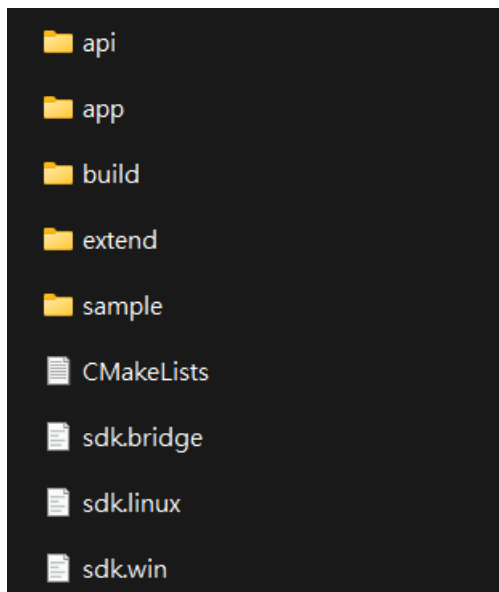 api
app
build
extend
sample
CMakeLists
sdk.bridge
sdk.linux
sdk.win